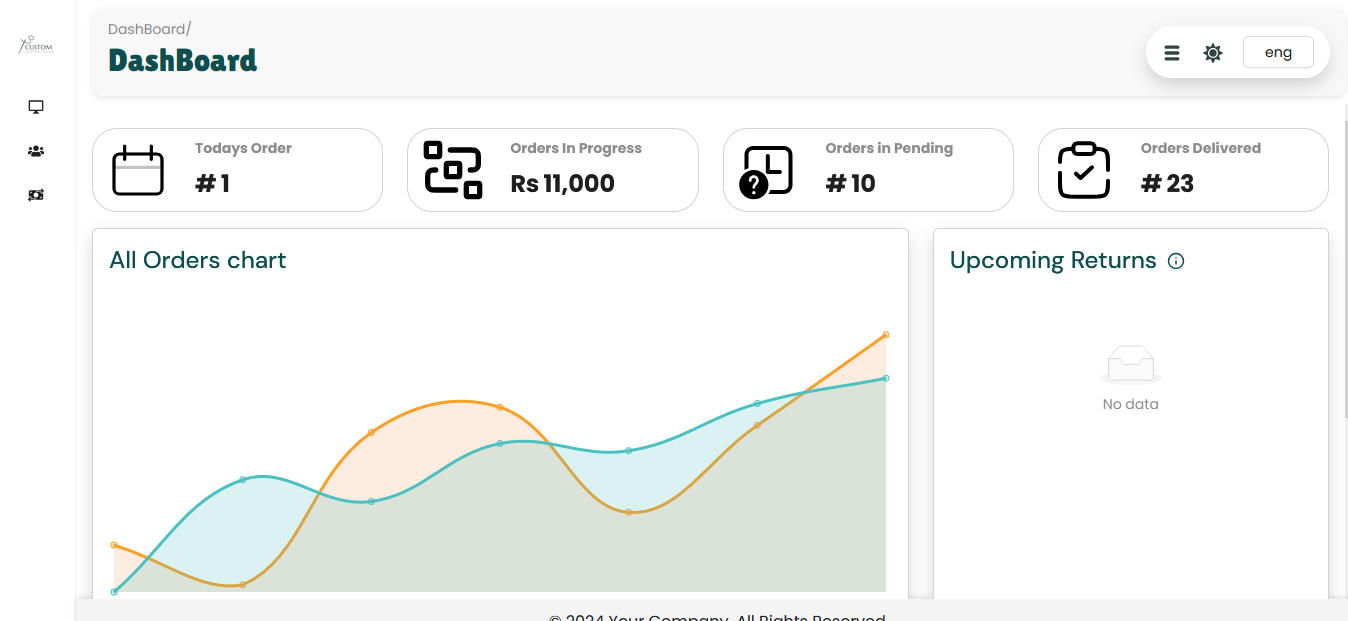 CUSTOM
DashBoard/
DashBoard
eng
Todays Order
# 1
Orders In Progress
Rs 11,000
Orders in Pending
# 10
Orders Delivered
# 23
All Orders chart
Upcoming Returns
No data
© 2024 Your Company. All Rights Reserved